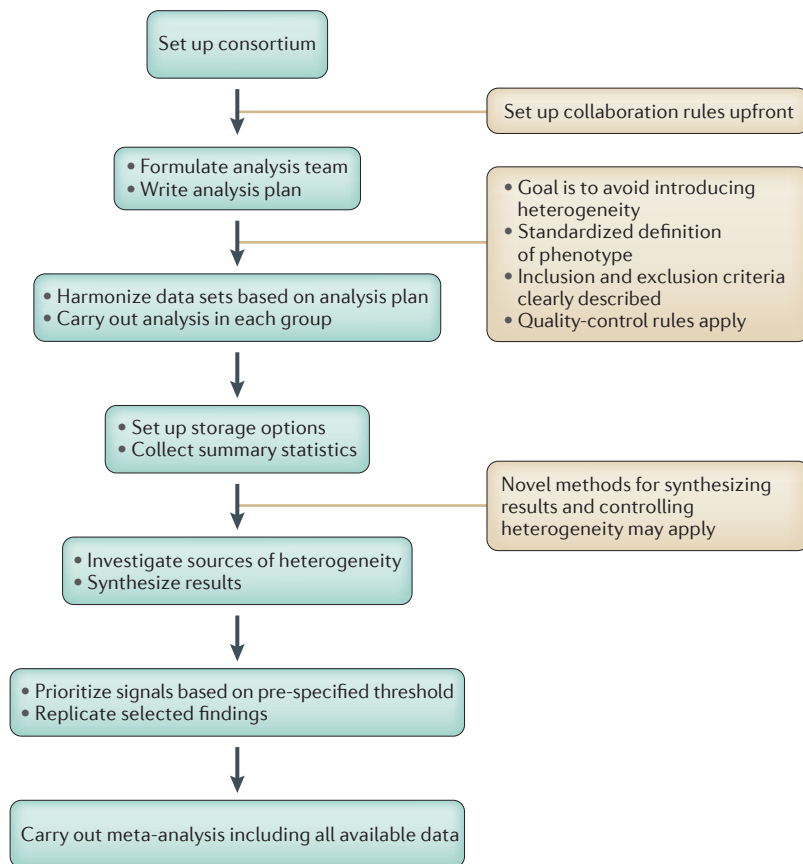 Set up consortium
Set up collaboration rules upfront
• Formulate analysis team
• Write analysis plan
• Goal is to avoid introducing
heterogeneity
• Standardized definition
of phenotype
• Inclusion and exclusion criteria
clearly described
• Quality-control rules apply
• Harmonize data sets based on analysis plan
• Carry out analysis in each group
• Set up storage options
• Collect summary statistics
Novel methods for synthesizing
results and controlling
heterogeneity may apply
• Investigate sources of heterogeneity
• Synthesize results
• Prioritize signals based on pre-specified threshold
• Replicate selected findings
Carry out meta-analysis including all available data